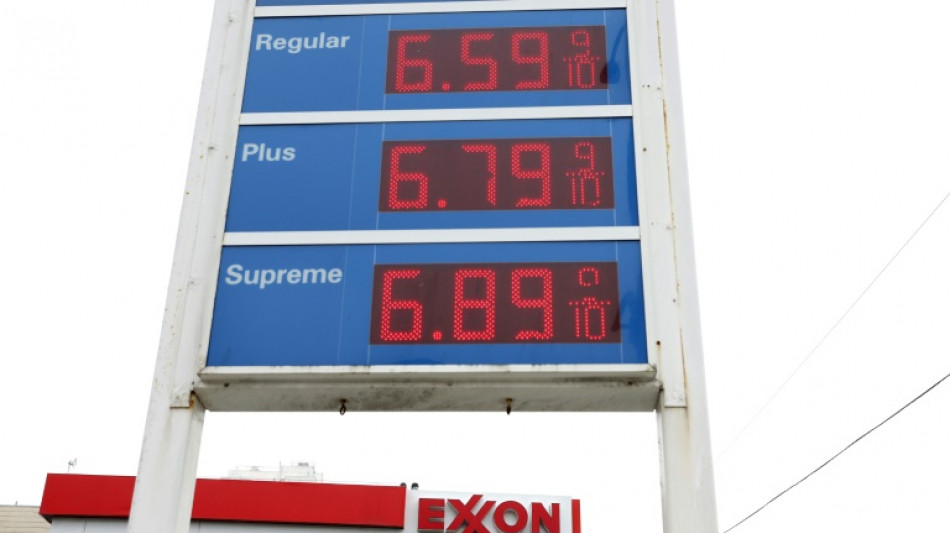 Regular 6.59 9/10
Plus 6.79 9/10
Supreme 6.89 9/10
EXXON